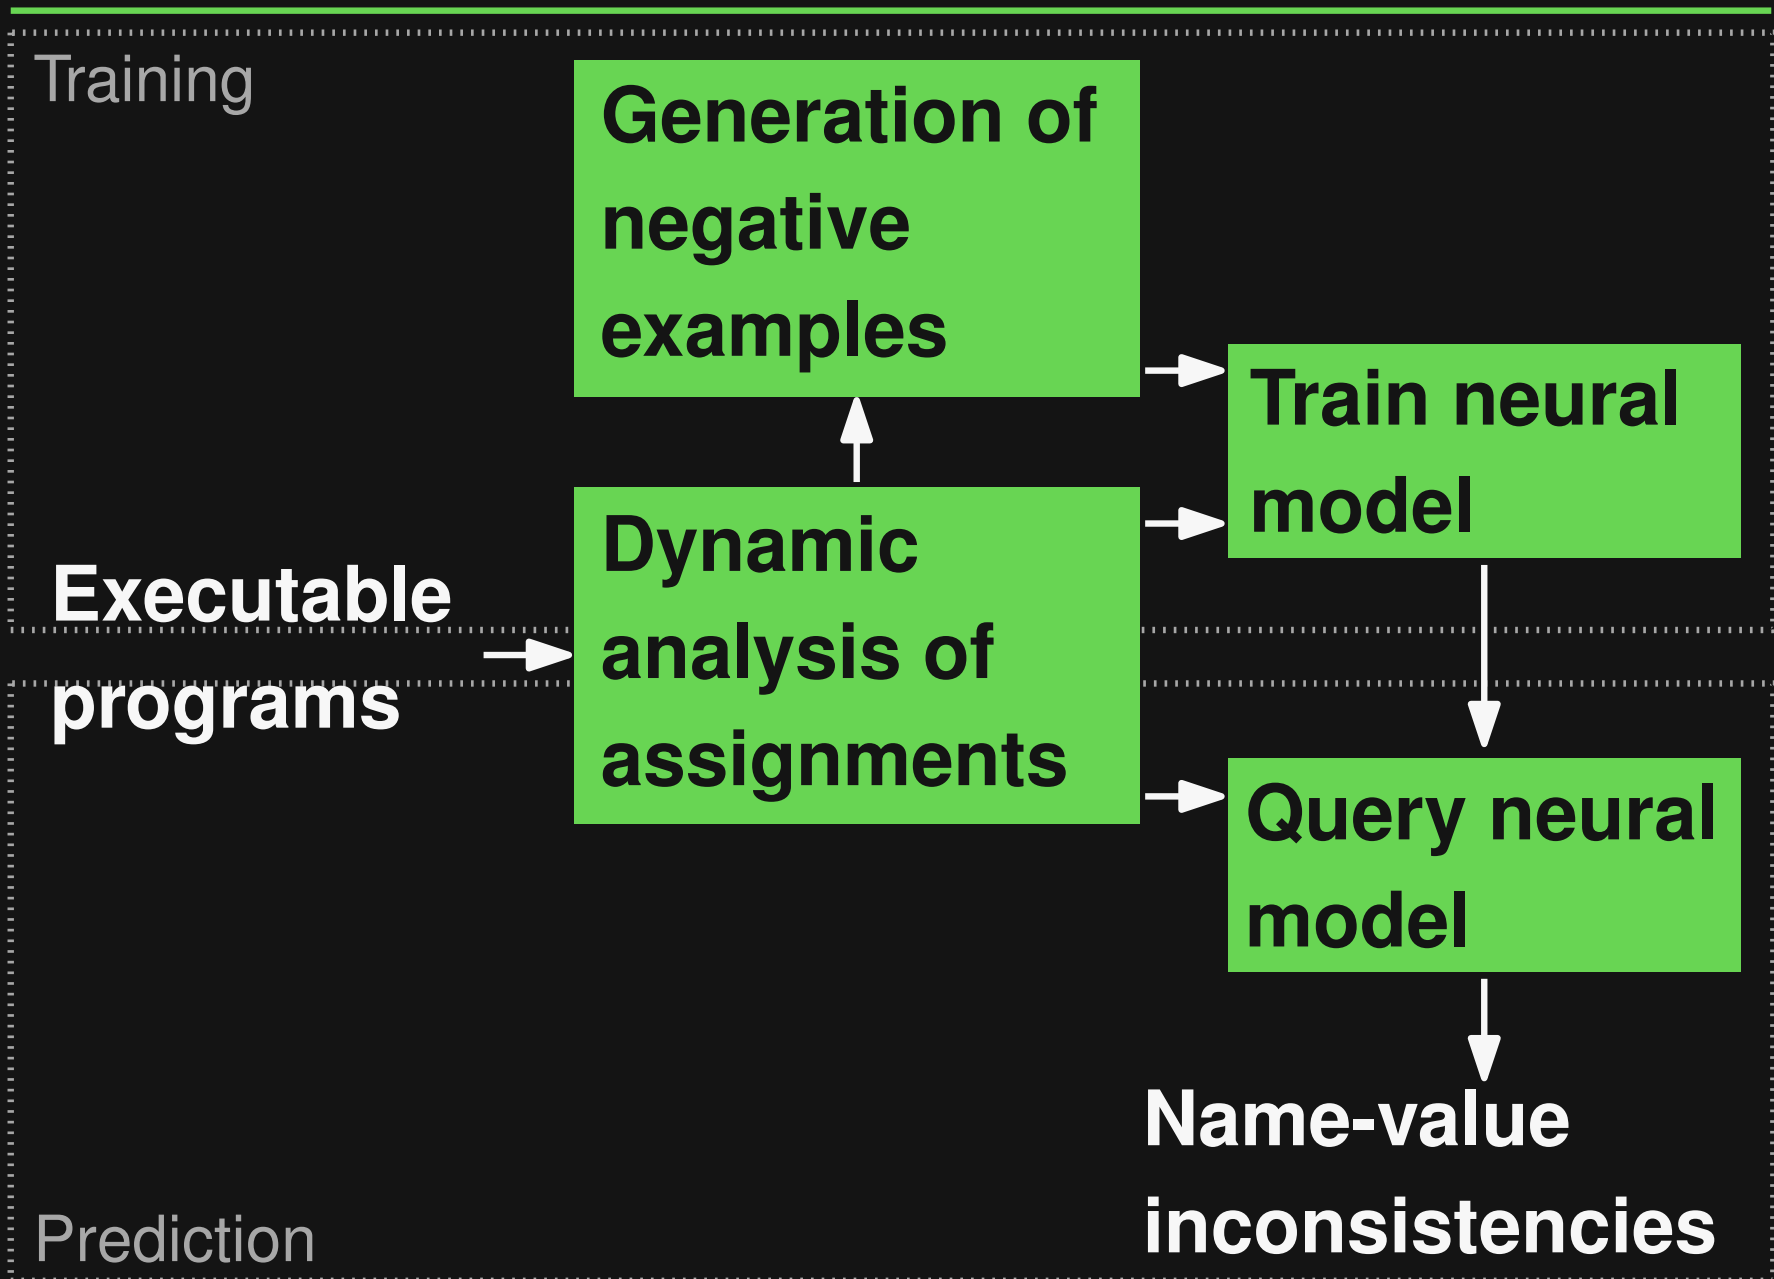 Training
Generation of
negative
examples
Train neural
model
Executable
programs
Dynamic
analysis of
assignments
Query neural
model
Name-value
inconsistencies
Prediction